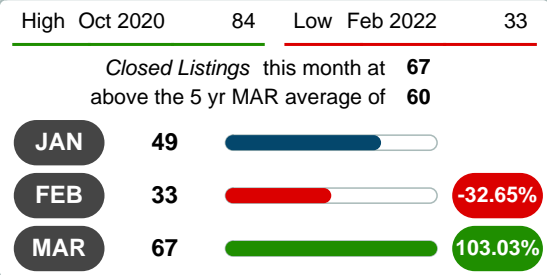 High Oct 2020 84 Low Feb 2022 33
Closed Listings this month at 67
above the 5 yr MAR average of 60
JAN 49
FEB 33 -32.65%
MAR 67 103.03%